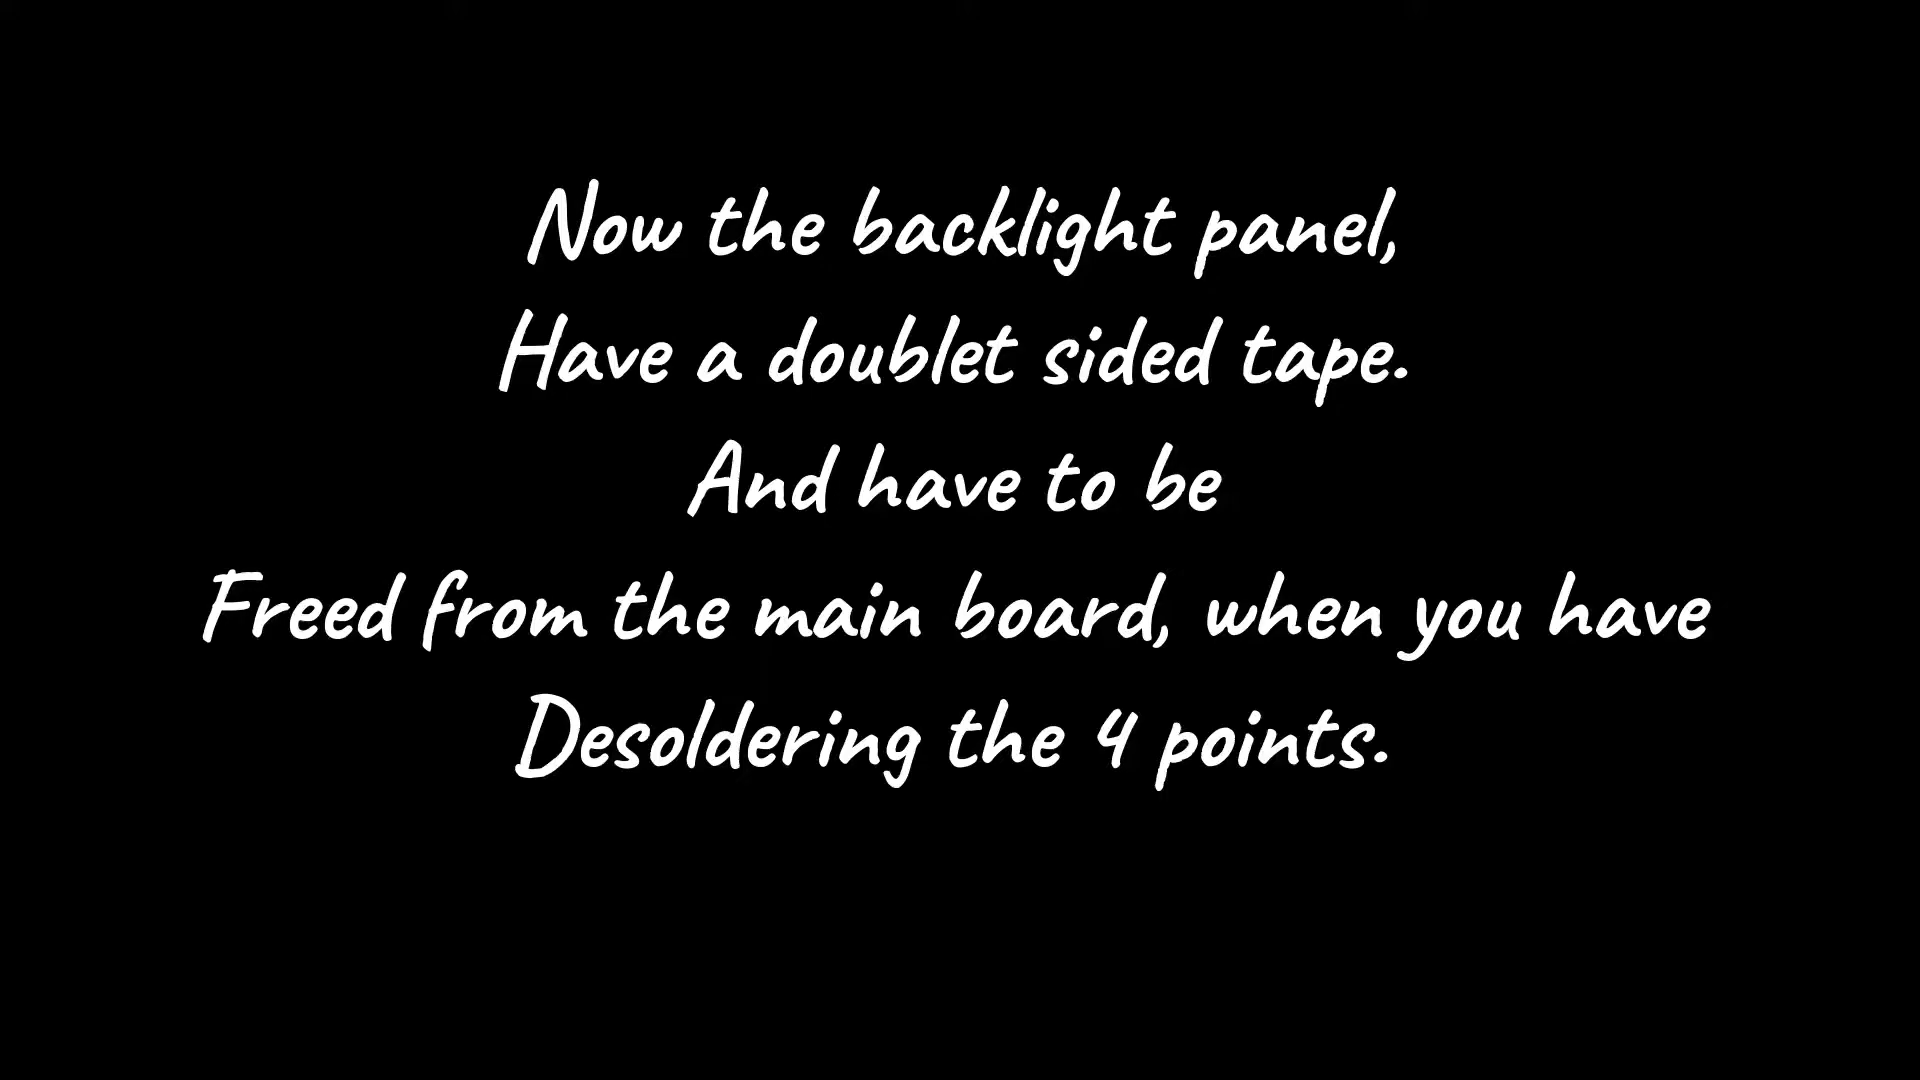 Now the backlight panel,
Have a doublet sided tape.
And have to be
Freed from the main board, when you have
Desoldering the 4 points.